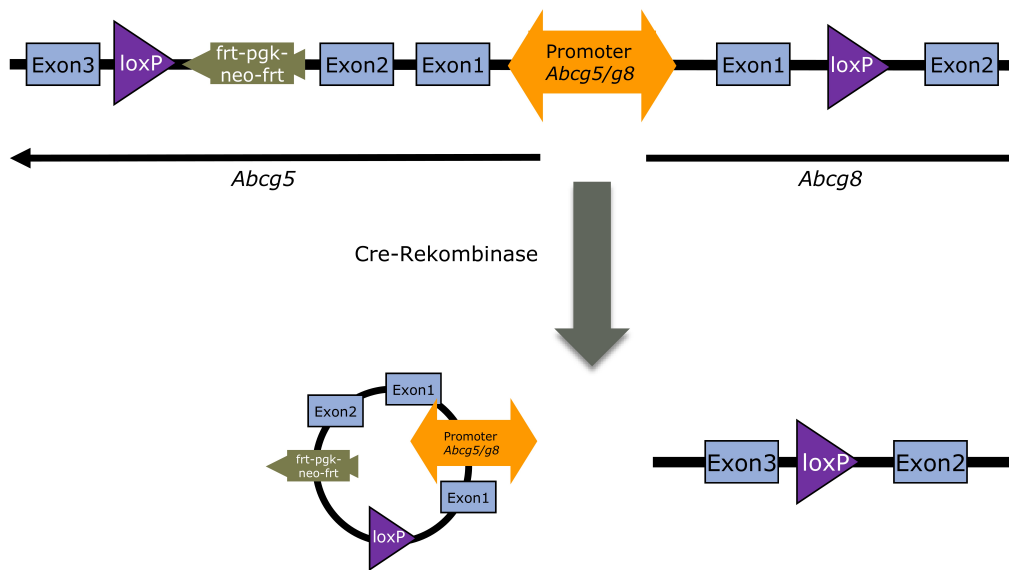 Exon3
loxP
frt-pgk-
neo-frt
Exon2
Exon1
Promoter
Abcg5/g8
Exon1
loxP
Exon2
Abcg5
Abcg8
Cre-Rekombinase
Exon1
Exon2
Promoter
Abcg5/g8
frt-pgk-
neo-frt
Exon1
loxP
Exon3
loxP
Exon2